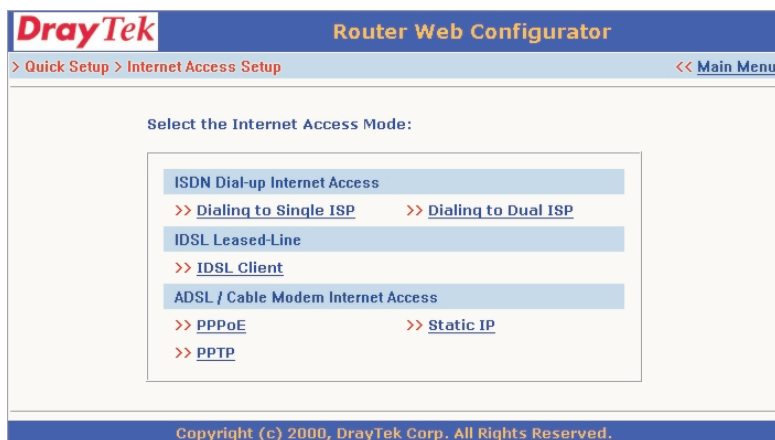 DrayTek
Router Web Configurator
> Quick Setup > Internet Access Setup
<< Main Menu
Select the Internet Access Mode:
ISDN Dial-up Internet Access
>> Dialing to Single ISP >> Dialing to Dual ISP
IDSL Leased-Line
>> IDSL Client
ADSL / Cable Modem Internet Access
>> PPPoE >> Static IP
>> PPTP
Copyright (c) 2000, DrayTek Corp. All Rights Reserved.